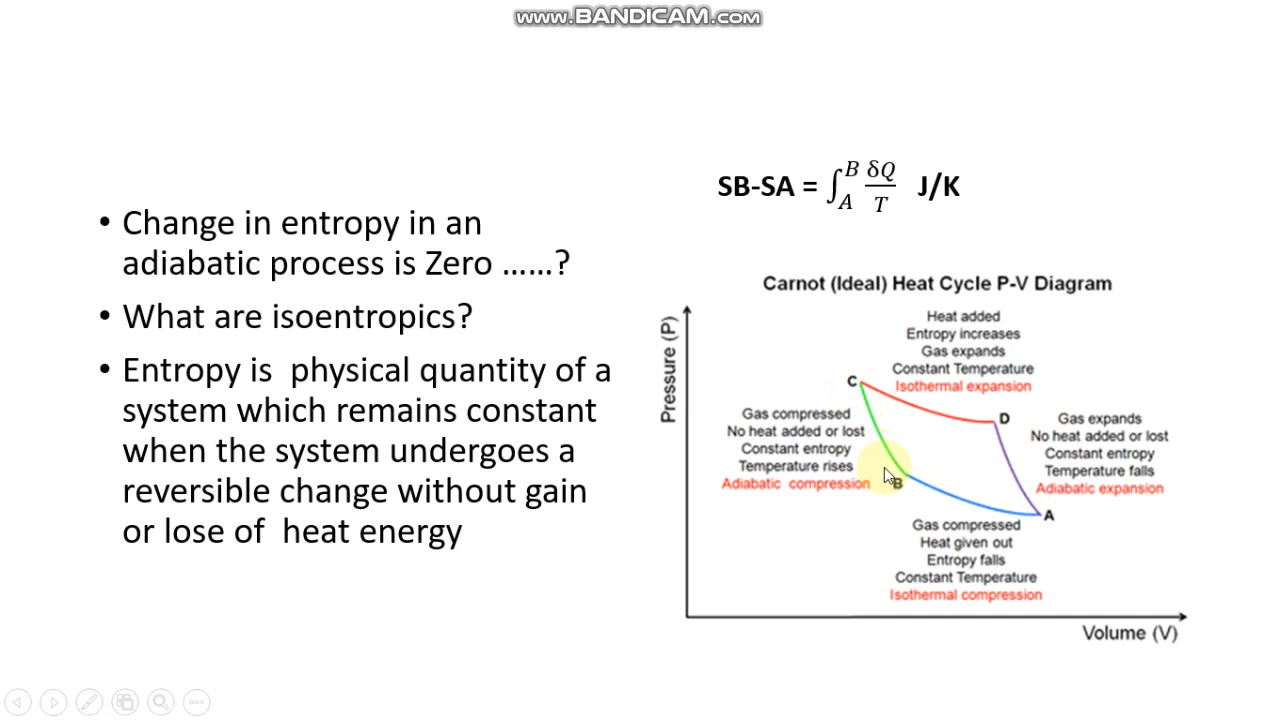 www.BANDICAM.com
• Change in entropy in an
adiabatic process is Zero ......?
• What are isoentropics?
• Entropy is  physical quantity of a
system which remains constant
when the system undergoes a
reversible change without gain
or lose of  heat energy
SB-SA = ∫_A^B δQ/T J/K
Carnot (Ideal) Heat Cycle P-V Diagram
Pressure (P)
Heat added
Entropy increases
Gas expands
Constant Temperature
Isothermal expansion
C
D
Gas compressed
No heat added or lost
Constant entropy
Temperature rises
Adiabatic compression
B
Gas expands
No heat added or lost
Constant entropy
Temperature falls
Adiabatic expansion
A
Gas compressed
Heat given out
Entropy falls
Constant Temperature
Isothermal compression
Volume (V)